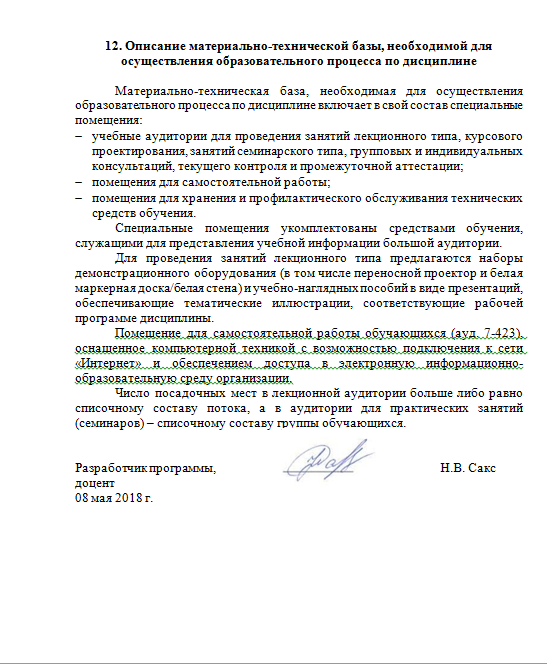 12. Описание материально-технической базы, необходимой для
осуществления образовательного процесса по дисциплине
Материально-техническая база, необходимая для осуществления
образовательного процесса по дисциплине включает в свой состав специальные
помещения:
– учебные аудитории для проведения занятий лекционного типа, курсового
проектирования, занятий семинарского типа, групповых и индивидуальных
консультаций, текущего контроля и промежуточной аттестации;
– помещения для самостоятельной работы;
– помещения для хранения и профилактического обслуживания технических
средств обучения.
Специальные помещения укомплектованы средствами обучения,
служащими для представления учебной информации большой аудитории.
Для проведения занятий лекционного типа предлагаются наборы
демонстрационного оборудования (в том числе переносной проектор и белая
маркерная доска/белая стена) и учебно-наглядных пособий в виде презентаций,
обеспечивающие тематические иллюстрации, соответствующие рабочей
программе дисциплины.
Помещение для самостоятельной работы обучающихся (ауд. 7-423),
оснащенное компьютерной техникой с возможностью подключения к сети
«Интернет» и обеспечением доступа в электронную информационно-
образовательную среду организации.
Число посадочных мест в лекционной аудитории больше либо равно
списочному составу потока, а в аудитории для практических занятий
(семинаров) – списочному составу группы обучающихся.
Разработчик программы, Н.В. Сакс
доцент
08 мая 2018 г.